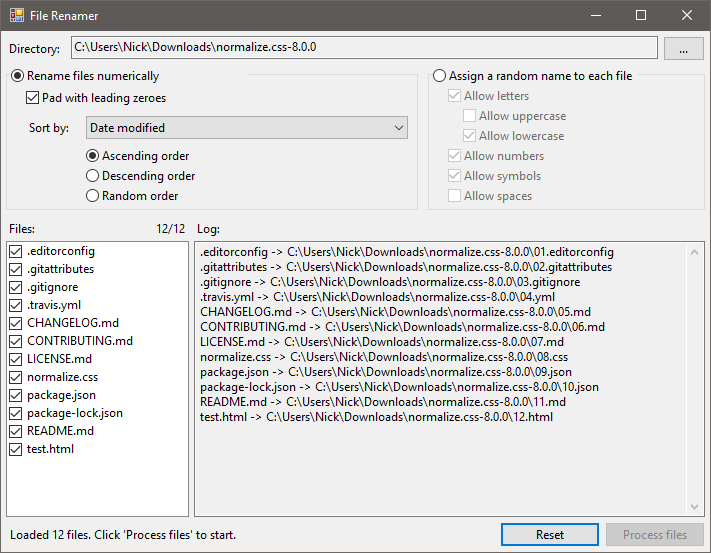 File Renamer
Directory: C:\Users\Nick\Downloads\normalize.css-8.0.0 ...
Rename files numerically
Pad with leading zeroes
Sort by: Date modified
Ascending order
Descending order
Random order
Assign a random name to each file
Allow letters
Allow uppercase
Allow lowercase
Allow numbers
Allow symbols
Allow spaces
Files: 12/12
.editorconfig
.gitattributes
.gitignore
.travis.yml
CHANGELOG.md
CONTRIBUTING.md
LICENSE.md
normalize.css
package.json
package-lock.json
README.md
test.html
Log:
.editorconfig -> C:\Users\Nick\Downloads\normalize.css-8.0.0\01.editorconfig
.gitattributes -> C:\Users\Nick\Downloads\normalize.css-8.0.0\02.gitattributes
.gitignore -> C:\Users\Nick\Downloads\normalize.css-8.0.0\03.gitignore
.travis.yml -> C:\Users\Nick\Downloads\normalize.css-8.0.0\04.yml
CHANGELOG.md -> C:\Users\Nick\Downloads\normalize.css-8.0.0\05.md
CONTRIBUTING.md -> C:\Users\Nick\Downloads\normalize.css-8.0.0\06.md
LICENSE.md -> C:\Users\Nick\Downloads\normalize.css-8.0.0\07.md
normalize.css -> C:\Users\Nick\Downloads\normalize.css-8.0.0\08.css
package.json -> C:\Users\Nick\Downloads\normalize.css-8.0.0\09.json
package-lock.json -> C:\Users\Nick\Downloads\normalize.css-8.0.0\10.json
README.md -> C:\Users\Nick\Downloads\normalize.css-8.0.0\11.md
test.html -> C:\Users\Nick\Downloads\normalize.css-8.0.0\12.html
Loaded 12 files. Click 'Process files' to start.
Reset
Process files